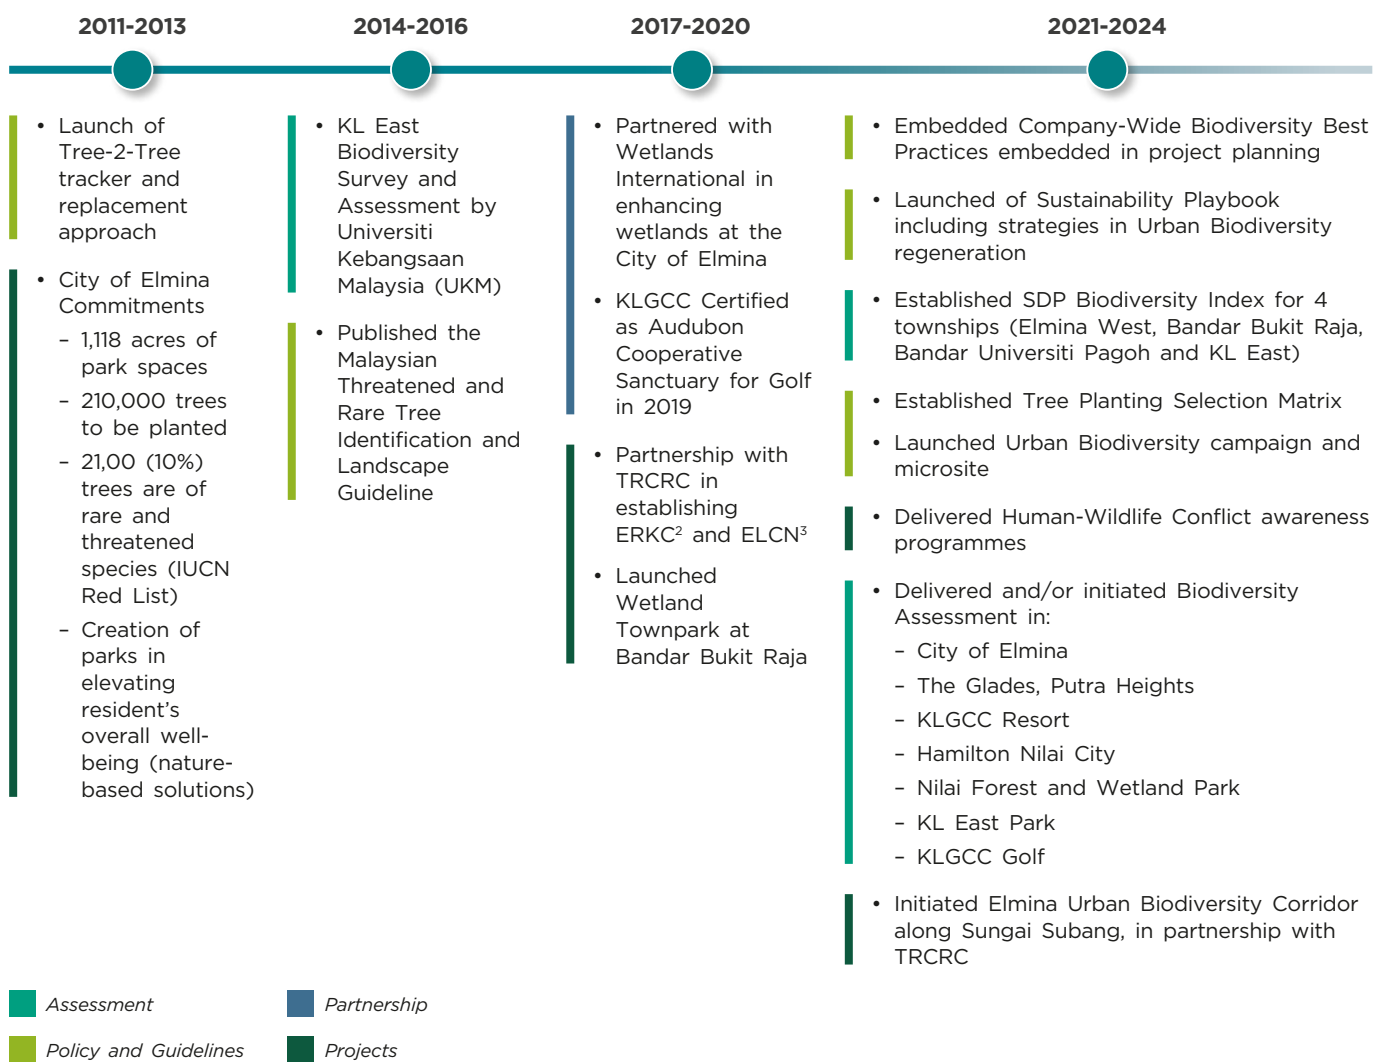 2011-2013
• Launch of
Tree-2-Tree
tracker and
replacement
approach
• City of Elmina
Commitments
– 1,118 acres of
park spaces
– 210,000 trees
to be planted
– 21,00 (10%)
trees are of
rare and
threatened
species (IUCN
Red List)
– Creation of
parks in
elevating
resident’s
overall well-
being (nature-
based solutions)
2014-2016
• KL East
Biodiversity
Survey and
Assessment by
Universiti
Kebangsaan
Malaysia (UKM)
• Published the
Malaysian
Threatened and
Rare Tree
Identification and
Landscape
Guideline
2017-2020
• Partnered with
Wetlands
International in
enhancing
wetlands at the
City of Elmina
• KLGCC Certified
as Audubon
Cooperative
Sanctuary for Golf
in 2019
• Partnership with
TRCRC in
establishing
ERKC² and ELCN³
• Launched
Wetland
Townpark at
Bandar Bukit Raja
2021-2024
• Embedded Company-Wide Biodiversity Best
Practices embedded in project planning
• Launched of Sustainability Playbook
including strategies in Urban Biodiversity
regeneration
• Established SDP Biodiversity Index for 4
townships (Elmina West, Bandar Bukit Raja,
Bandar Universiti Pagoh and KL East)
• Established Tree Planting Selection Matrix
• Launched Urban Biodiversity campaign and
microsite
• Delivered Human-Wildlife Conflict awareness
programmes
• Delivered and/or initiated Biodiversity
Assessment in:
– City of Elmina
– The Glades, Putra Heights
– KLGCC Resort
– Hamilton Nilai City
– Nilai Forest and Wetland Park
– KL East Park
– KLGCC Golf
• Initiated Elmina Urban Biodiversity Corridor
along Sungai Subang, in partnership with
TRCRC
Assessment
Partnership
Policy and Guidelines
Projects